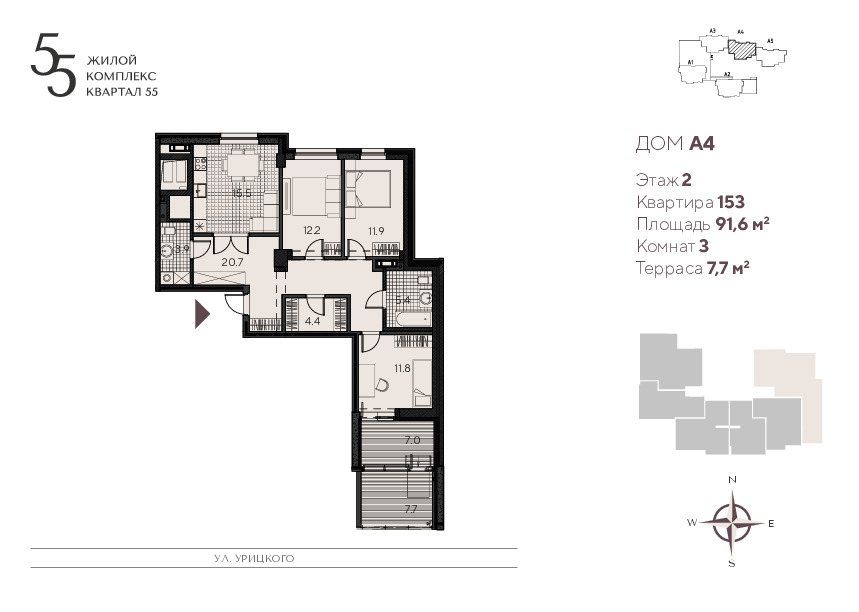 55
ЖИЛОЙ
КОМПЛЕКС
КВАРТАЛ 55
A3
A4
A5
A1
A2
ДОМ А4
Этаж 2
Квартира 153
Площадь 91,6 м²
Комнат 3
Терраса 7,7 м²
15.5
12.2
11.9
3.9
20.7
5.4
4.4
11.8
7.0
7.7
N
W
E
S
УЛ. УРИЦКОГО